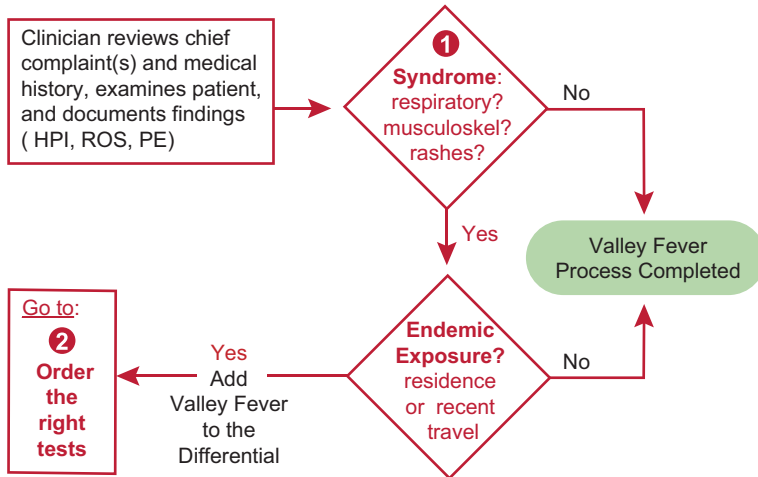 Clinician reviews chief
complaint(s) and medical
history, examines patient,
and documents findings
( HPI, ROS, PE)
1
Syndrome:
respiratory?
musculoskel?
rashes?
No
Yes
Valley Fever
Process Completed
Endemic
Exposure?
residence
or recent
travel
No
Yes
Add
Valley Fever
to the
Differential
Go to:
2
Order
the
right
tests